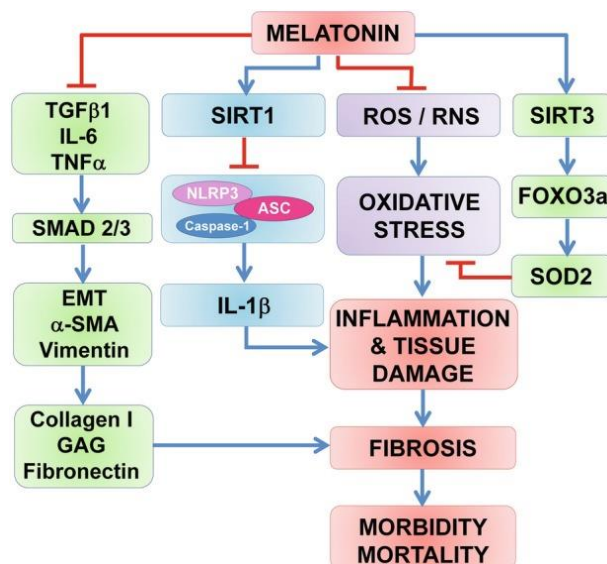 MELATONIN
TGFβ1
IL-6
TNFα
SIRT1
ROS / RNS
SIRT3
NLRP3
ASC
Caspase-1
OXIDATIVE
STRESS
FOXO3a
SMAD 2/3
SOD2
EMT
α-SMA
Vimentin
IL-1β
INFLAMMATION
& TISSUE
DAMAGE
Collagen I
GAG
Fibronectin
FIBROSIS
MORBIDITY
MORTALITY